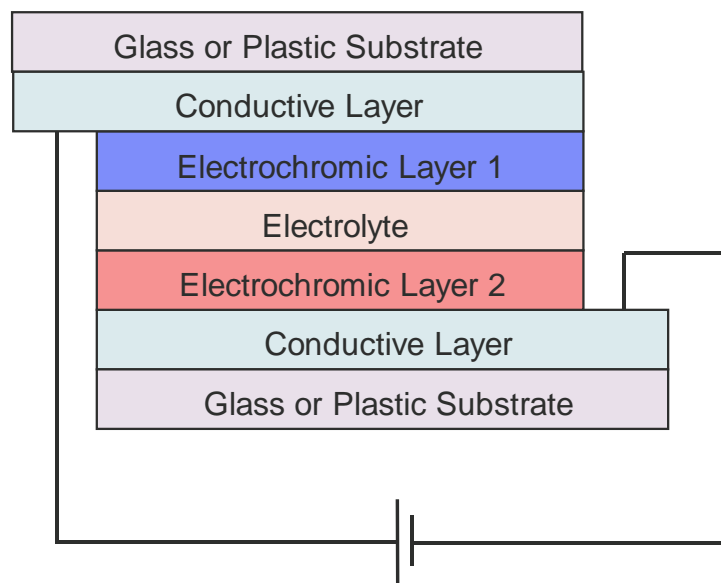 Glass or Plastic Substrate
Conductive Layer
Electrochromic Layer 1
Electrolyte
Electrochromic Layer 2
Conductive Layer
Glass or Plastic Substrate